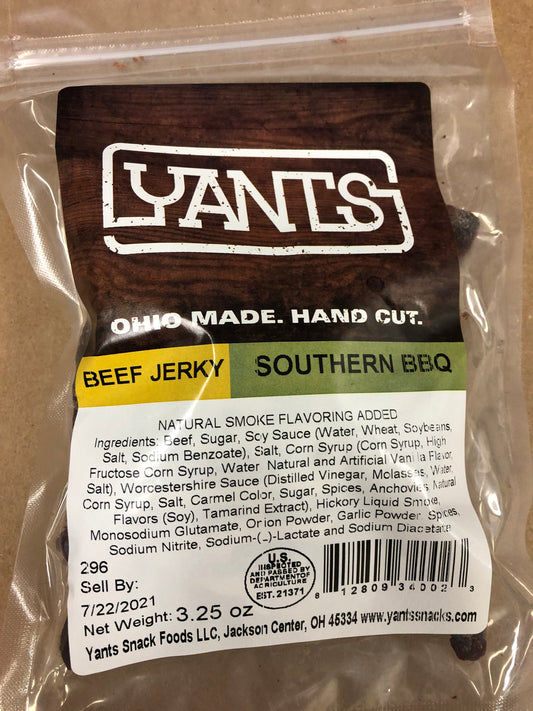 YANTS
OHIO MADE. HAND CUT.
BEEF JERKY SOUTHERN BBQ
NATURAL SMOKE FLAVORING ADDED
Ingredients: Beef, Sugar, Soy Sauce (Water, Wheat, Soybeans,
Salt, Sodium Benzoate), Salt, Corn Syrup (Corn Syrup, High
Fructose Corn Syrup, Water Natural and Artificial Vanilla Flavor,
Salt), Worcestershire Sauce (Distilled Vinegar, Molasses, Water,
Corn Syrup, Salt, Carmel Color, Sugar, Spices, Anchovies, Natural
Flavors (Soy), Tamarind Extract), Hickory Liquid Smoke,
Monosodium Glutamate, Onion Powder, Garlic Powder, Spices,
Sodium Nitrite, Sodium-(-)-Lactate and Sodium Diacetate
296
Sell By:
7/22/2021
Net Weight: 3.25 oz
U.S.
INSPECTED
AND PASSED BY
DEPARTMENT OF
AGRICULTURE
EST. 21371
8 12809 34002 3
Yants Snack Foods LLC, Jackson Center, OH 45334 www.yantssnacks.com